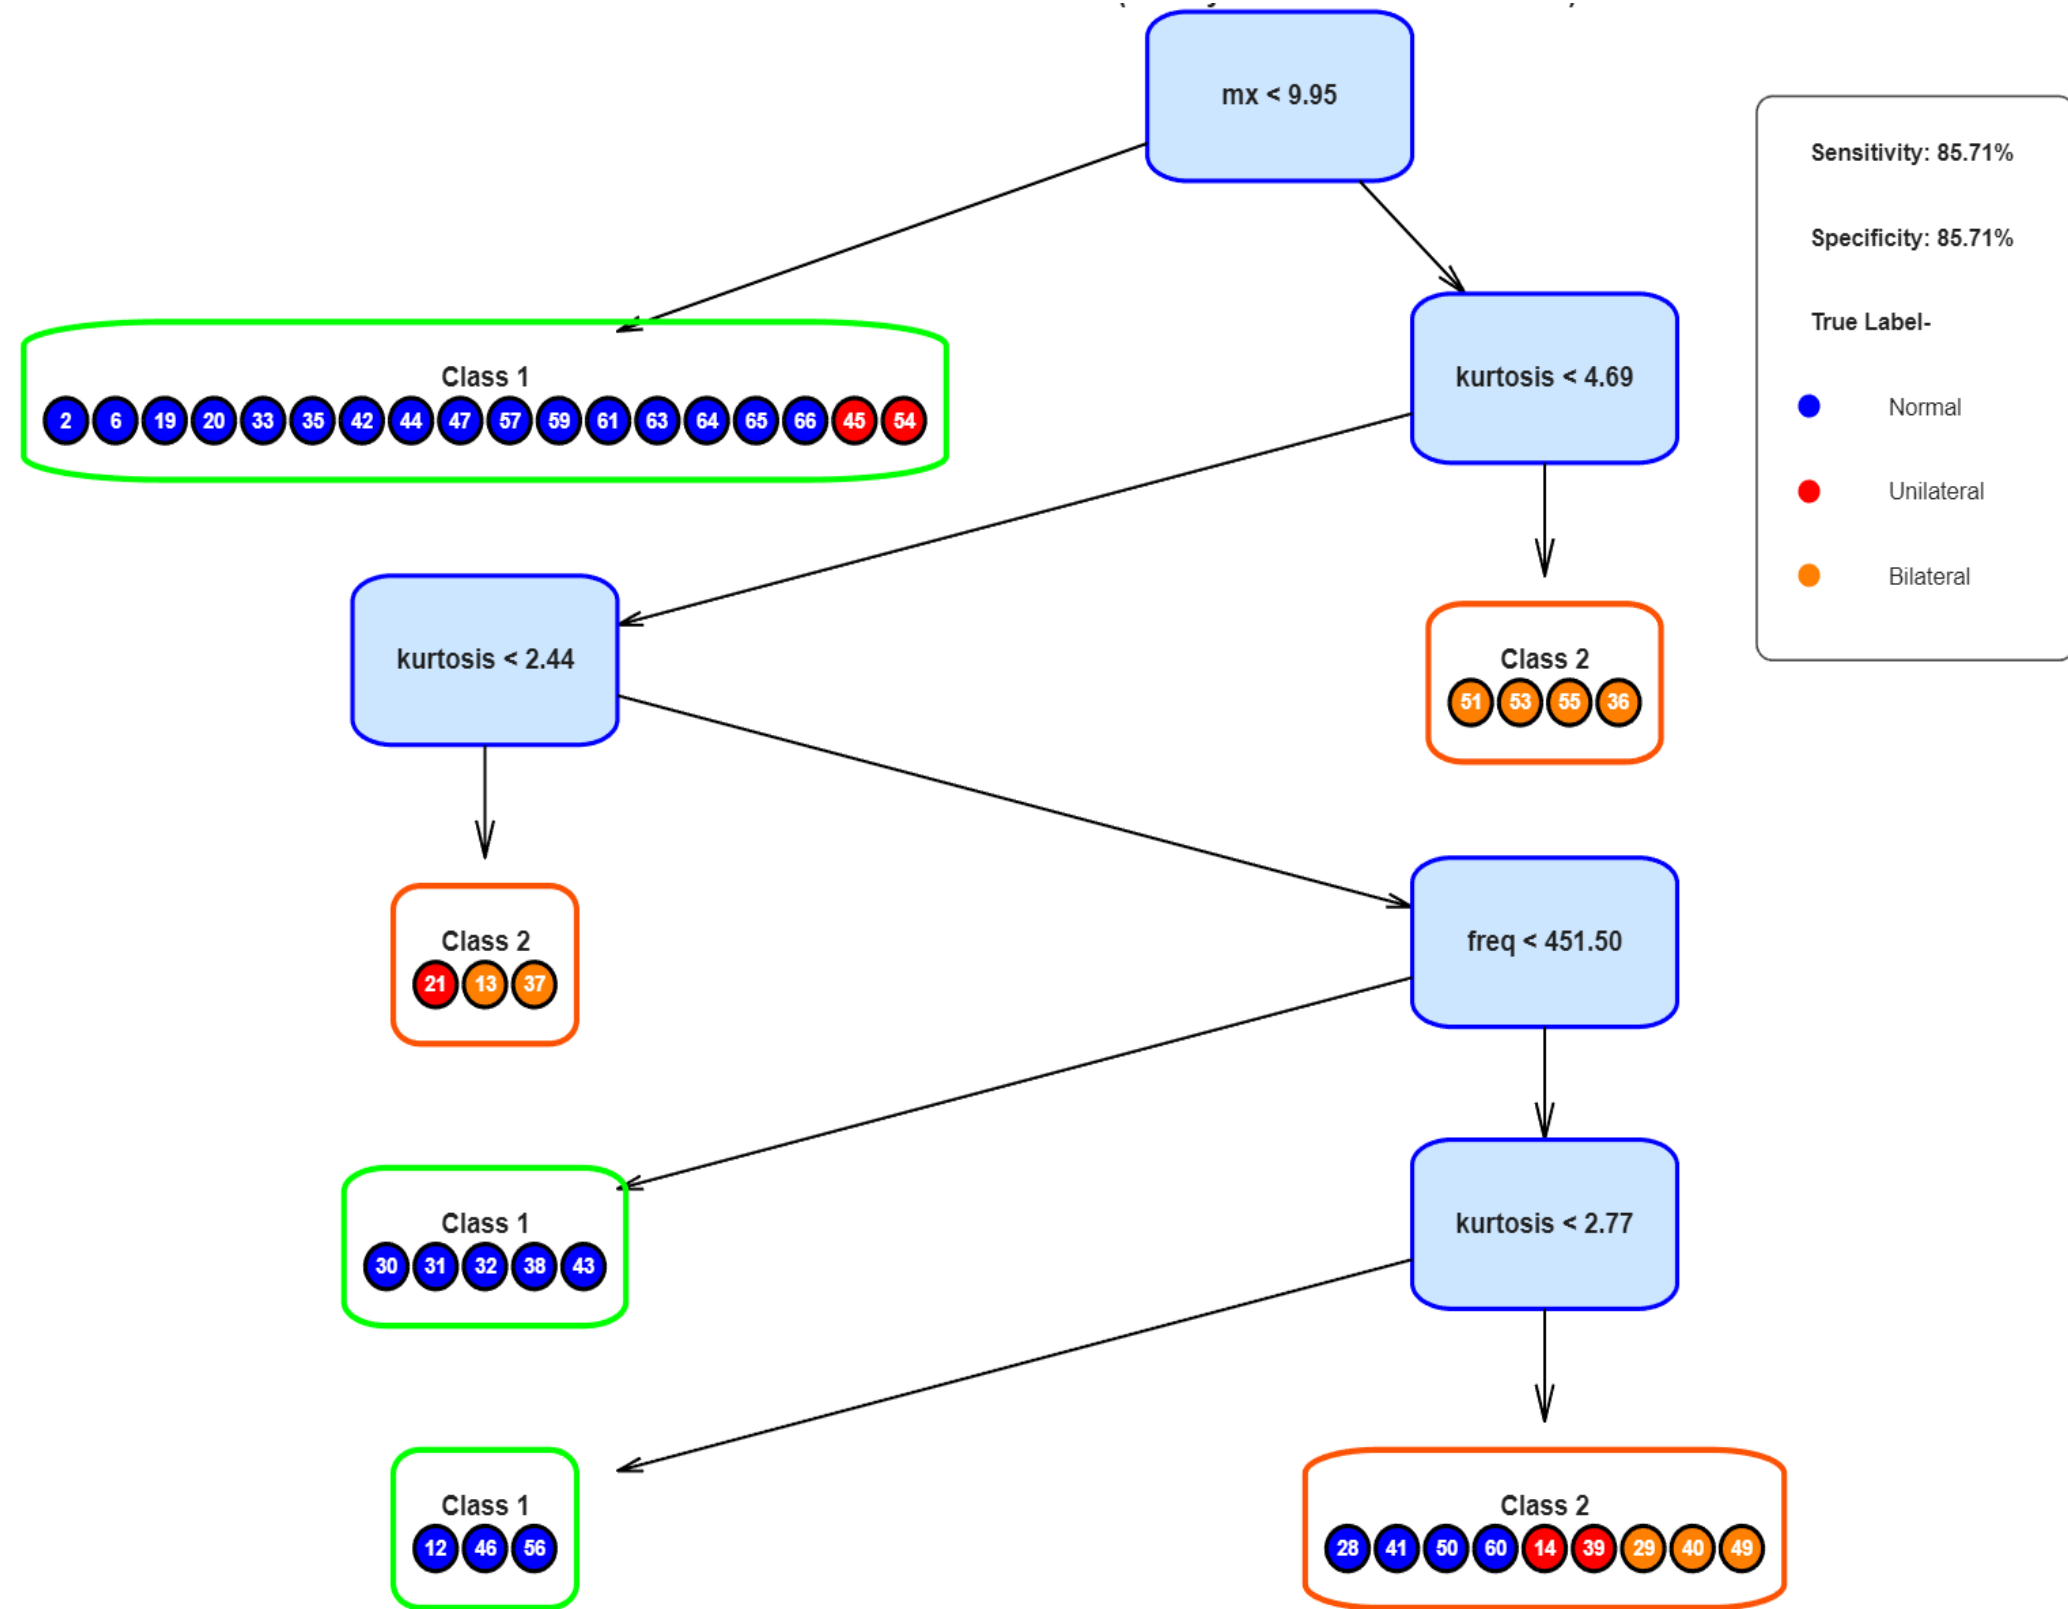 mx < 9.95
Sensitivity: 85.71%
Specificity: 85.71%
True Label-
Normal
Unilateral
Bilateral
Class 1
2 6 19 20 33 35 42 44 47 57 59 61 63 64 65 66 45 54
kurtosis < 4.69
kurtosis < 2.44
Class 2
51 53 55 36
Class 2
21 13 37
freq < 451.50
Class 1
30 31 32 38 43
kurtosis < 2.77
Class 1
12 46 56
Class 2
28 41 50 60 14 39 29 40 49